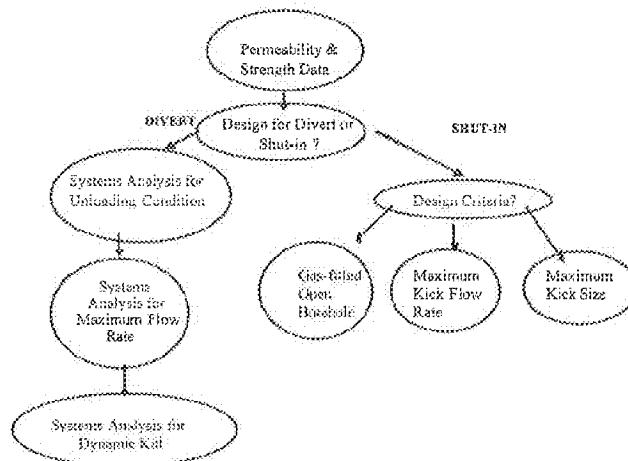 Permeability &
Strength Data
DIVERT
Design for Divert or
Shut-in ?
SHUT-IN
Systems Analysis for
Unloading Condition
Design Criteria?
Systems
Analysis for
Maximum Flow
Rate
Gas-filled
Open
Borehole
Maximum
Kick Flow
Rate
Maximum
Kick Size
Systems Analysis for
Dynamic Kill